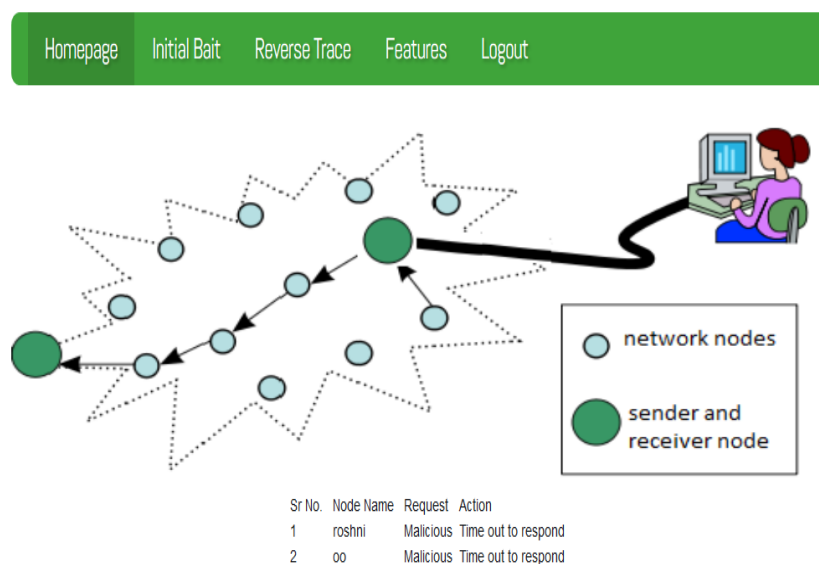 Homepage Initial Bait Reverse Trace Features Logout
network nodes
sender and
receiver node
Sr No. Node Name Request Action
1 roshni Malicious Time out to respond
2 oo Malicious Time out to respond